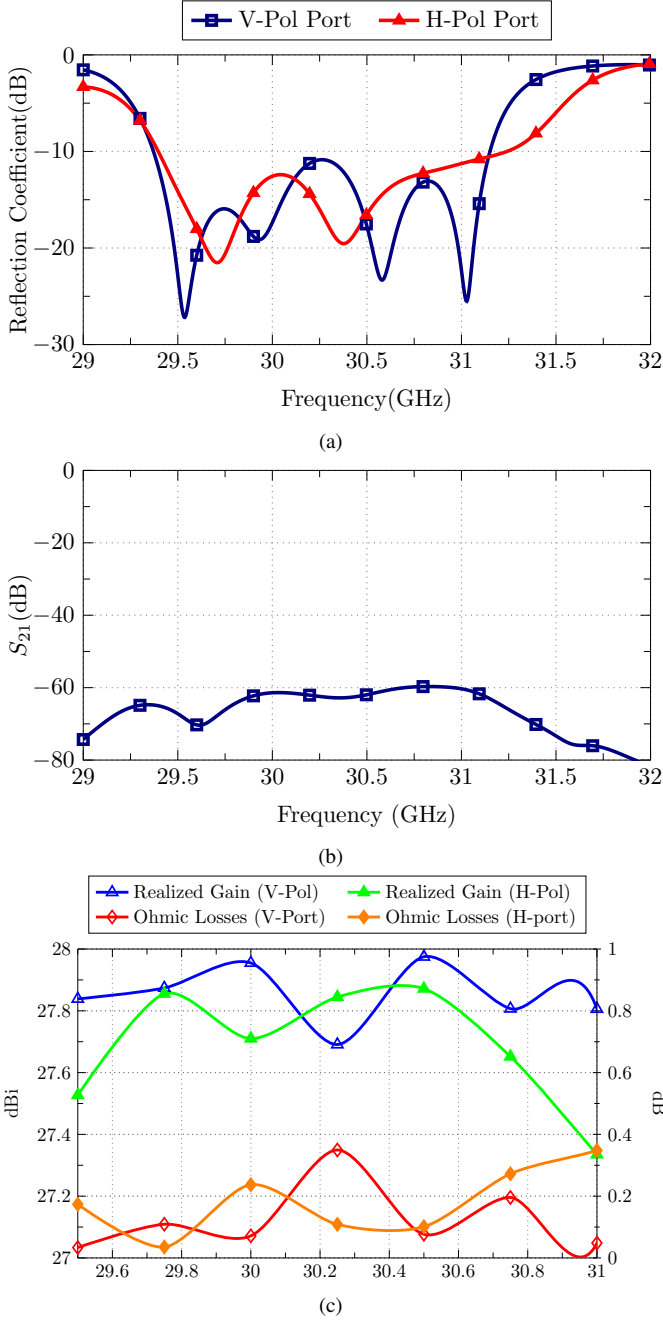 V-Pol Port H-Pol Port
0
−10
−20
−30
Reflection Coefficient(dB)
29 29.5 30 30.5 31 31.5 32
Frequency(GHz)
(a)
0
−20
−40
−60
−80
S21(dB)
29 29.5 30 30.5 31 31.5 32
Frequency (GHz)
(b)
Realized Gain (V-Pol) Realized Gain (H-Pol)
Ohmic Losses (V-Port) Ohmic Losses (H-port)
28
27.8
27.6
27.4
27.2
27
dBi
1
0.8
0.6
0.4
0.2
0
dB
29.6 29.8 30 30.2 30.4 30.6 30.8 31
(c)